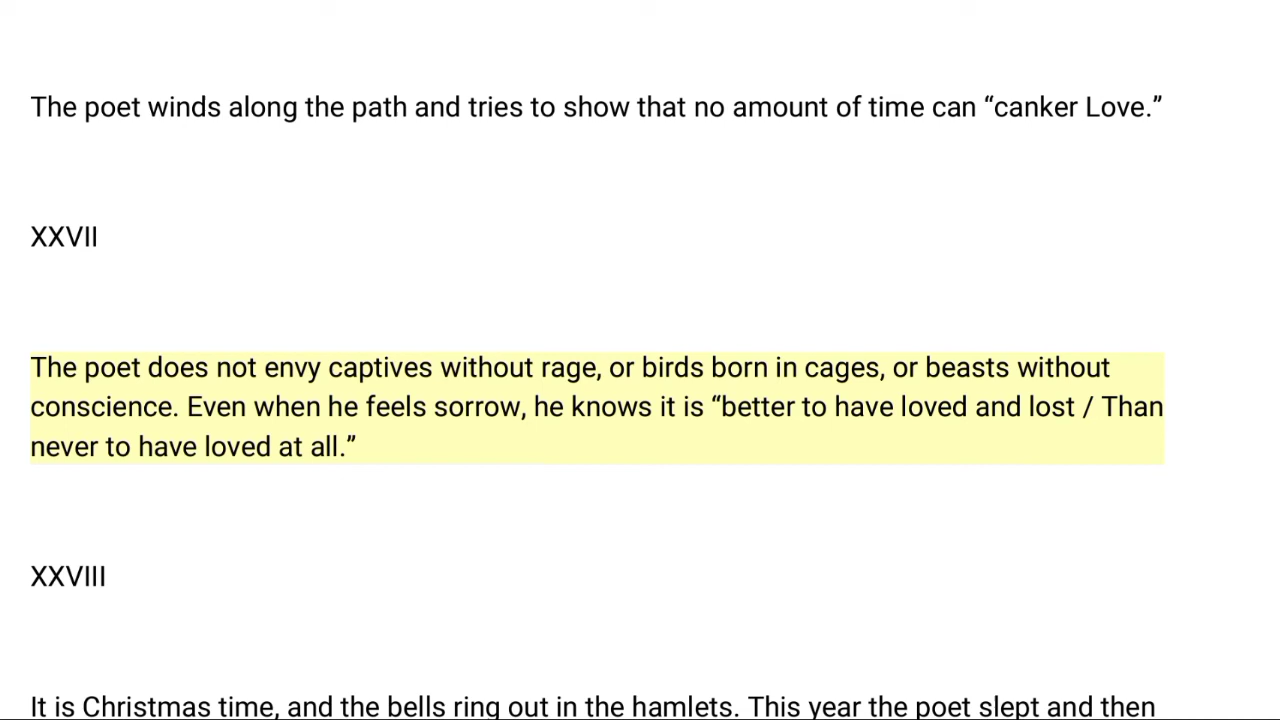 The poet winds along the path and tries to show that no amount of time can “canker Love.”
XXVII
The poet does not envy captives without rage, or birds born in cages, or beasts without
conscience. Even when he feels sorrow, he knows it is “better to have loved and lost / Than
never to have loved at all.”
XXVIII
It is Christmas time, and the bells ring out in the hamlets. This year the poet slept and then